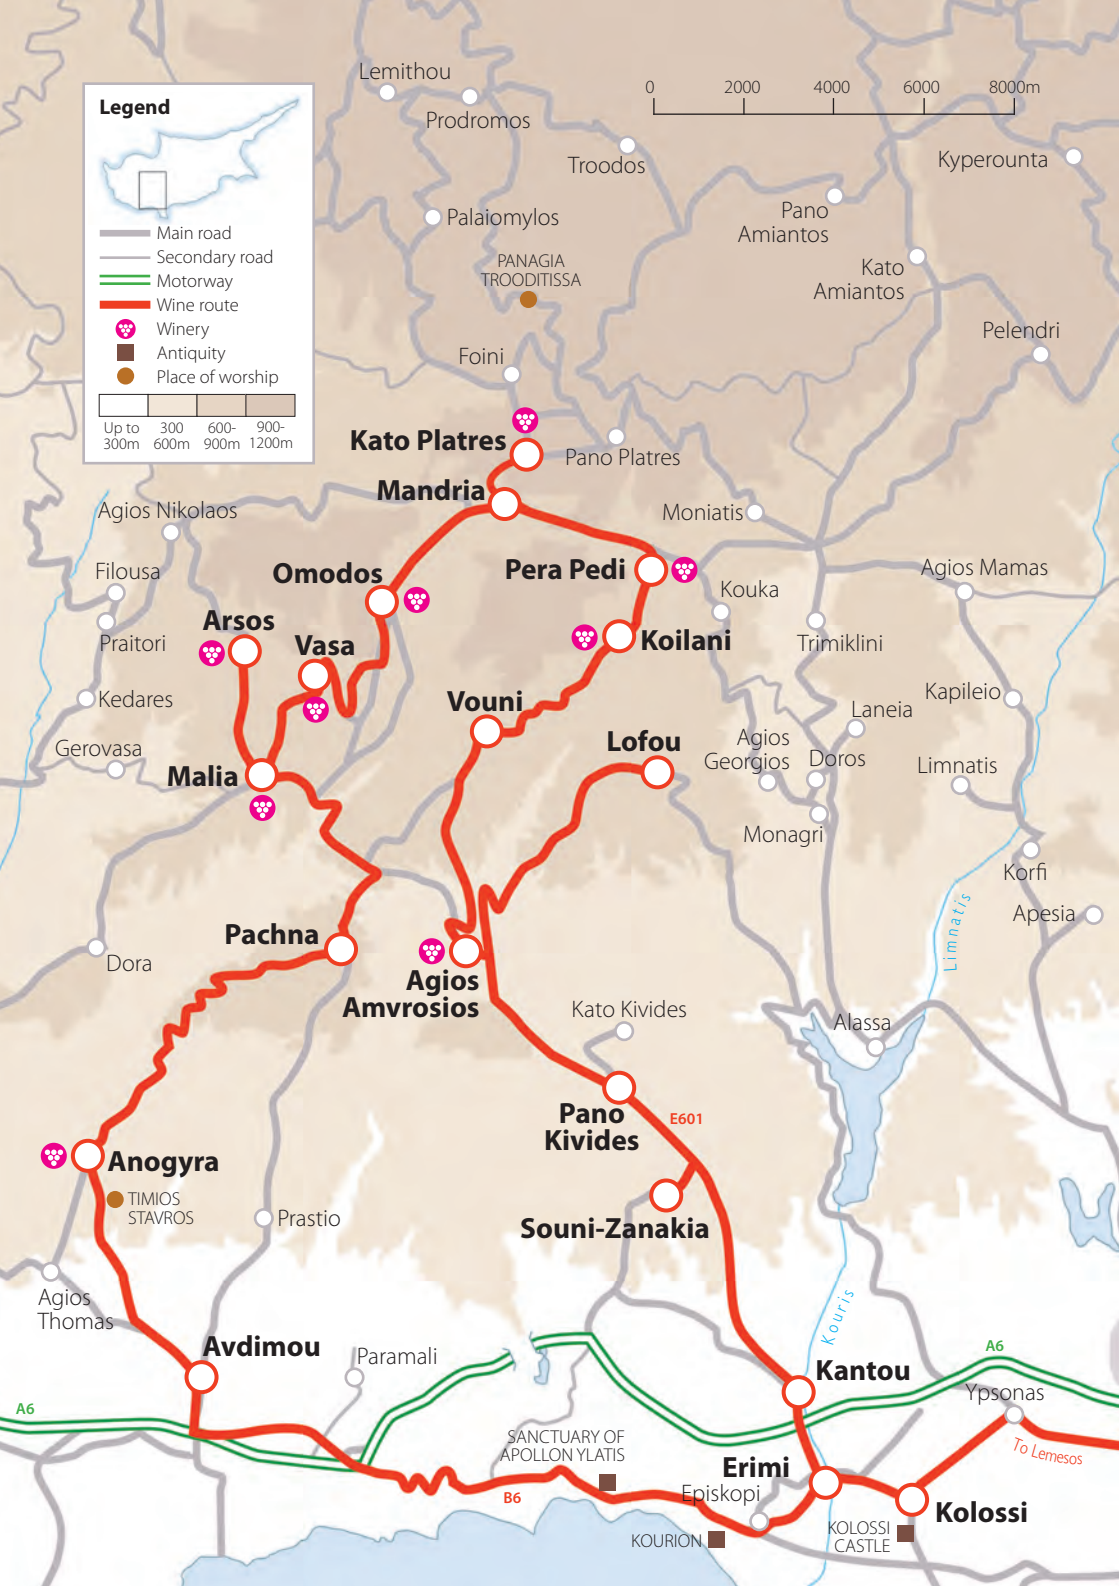 Legend
Main road
Secondary road
Motorway
Wine route
Winery
Antiquity
Place of worship
Up to
300m
300
600m
600-
900m
900-
1200m
0
2000
4000
6000
8000m
Lemithou
Prodromos
Troodos
Kyperounta
Palaiomylos
Pano
Amiantos
PANAGIA
TROODITISSA
Kato
Amiantos
Pelendri
Foini
Kato Platres
Pano Platres
Mandria
Agios Nikolaos
Moniatis
Filousa
Omodos
Pera Pedi
Agios Mamas
Kouka
Arsos
Praitori
Vasa
Koilani
Trimiklini
Kedares
Vouni
Kapileio
Laneia
Gerovasa
Lofou
Agios
Georgios
Doros
Limnatis
Malia
Monagri
Korfi
Apesia
Limnatis
Pachna
Dora
Agios
Amvrosios
Kato Kivides
Alassa
Pano
Kivides
E601
Anogyra
TIMIOS
STAVROS
Prastio
Souni-Zanakia
Agios
Thomas
Kouris
Avdimou
Paramali
Kantou
A6
Ypsonas
A6
SANCTUARY OF
APOLLON YLATIS
To Lemesos
Erimi
Episkopi
B6
Kolossi
KOURION
KOLOSSI
CASTLE